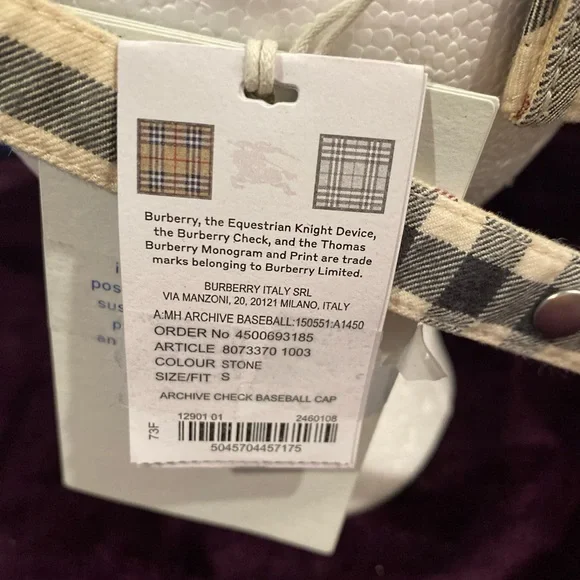 Burberry, the Equestrian Knight Device,
the Burberry Check, and the Thomas
Burberry Monogram and Print are trade
marks belonging to Burberry Limited.
BURBERRY ITALY SRL
VIA MANZONI, 20, 20121 MILANO, ITALY
A:MH ARCHIVE BASEBALL:150551:A1450
ORDER No 4500693185
ARTICLE 8073370 1003
COLOUR STONE
SIZE/FIT S
ARCHIVE CHECK BASEBALL CAP
12901 01 2460108
73F
5045704457175